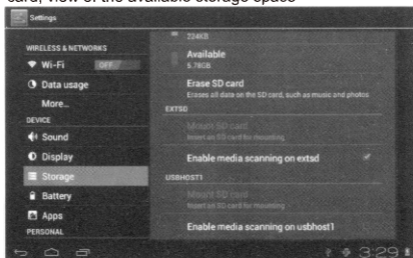 card, view of the available storage space
Settings
WIRELESS & NETWORKS
Wi-Fi OFF
Data usage
More...
DEVICE
Sound
Display
Storage
Battery
Apps
PERSONAL
224KB
Available
5.78GB
Erase SD card
Erases all data on the SD card, such as music and photos
EXTSD
Mount SD card
Insert an SD card for mounting
Enable media scanning on extsd
USBHOST1
Mount SD card
Insert an SD card for mounting
Enable media scanning on usbhost1
3:29